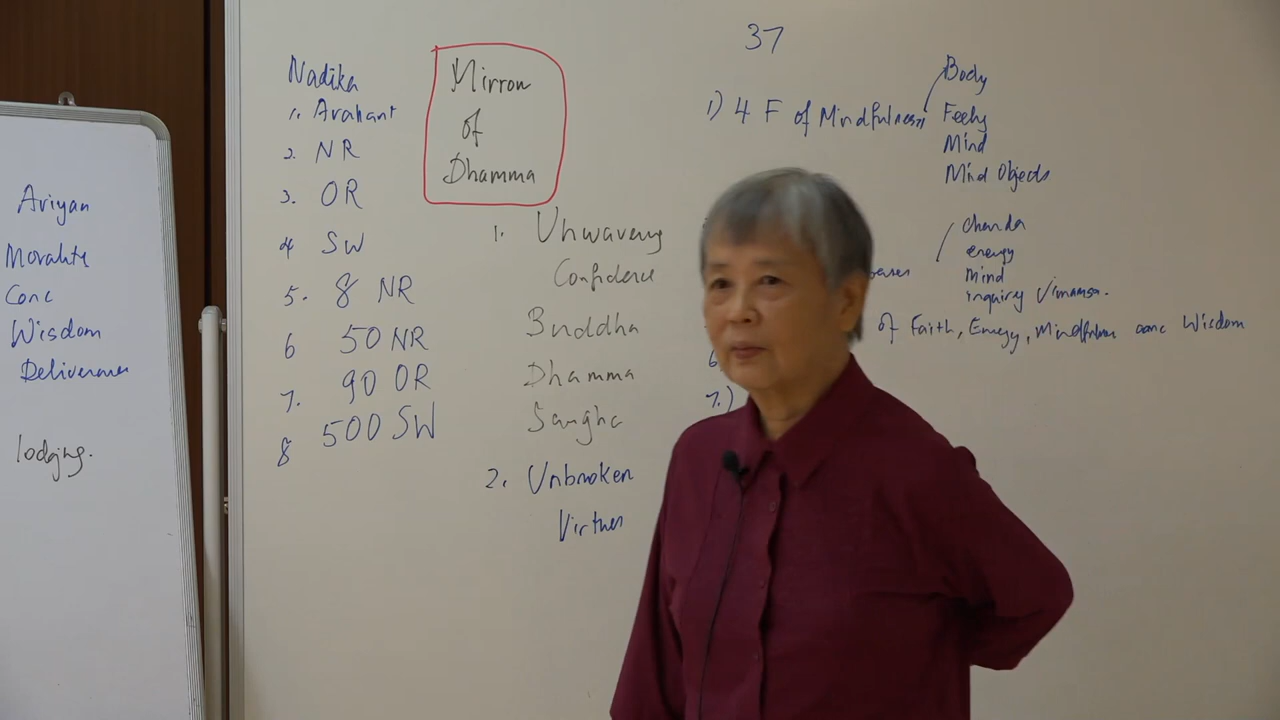 Ariyan
Morality
Conc
Wisdom
Deliverance
lodging.
Nadika
1. Arahant
2. NR
3. OR
4 SW
5. 8 NR
6 50 NR
7. 90 OR
8 500 SW
Mirror
of
Dhamma
1. Unwavering
Confidence
Buddha
Dhamma
Sangha
2. Unbroken
Virtues
37
1) 4 F of Mindfulness
Body
Feeling
Mind
Mind Objects
Chanda
energy
Mind
inquiry Vimamsa.
of Faith, Energy, Mindfulness conc Wisdom
6
7.)